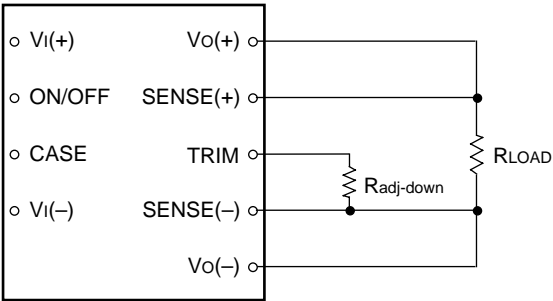 VI(+) VO(+)
ON/OFF SENSE(+)
CASE TRIM
RLOAD
Radj-down
VI(–) SENSE(–)
VO(–)